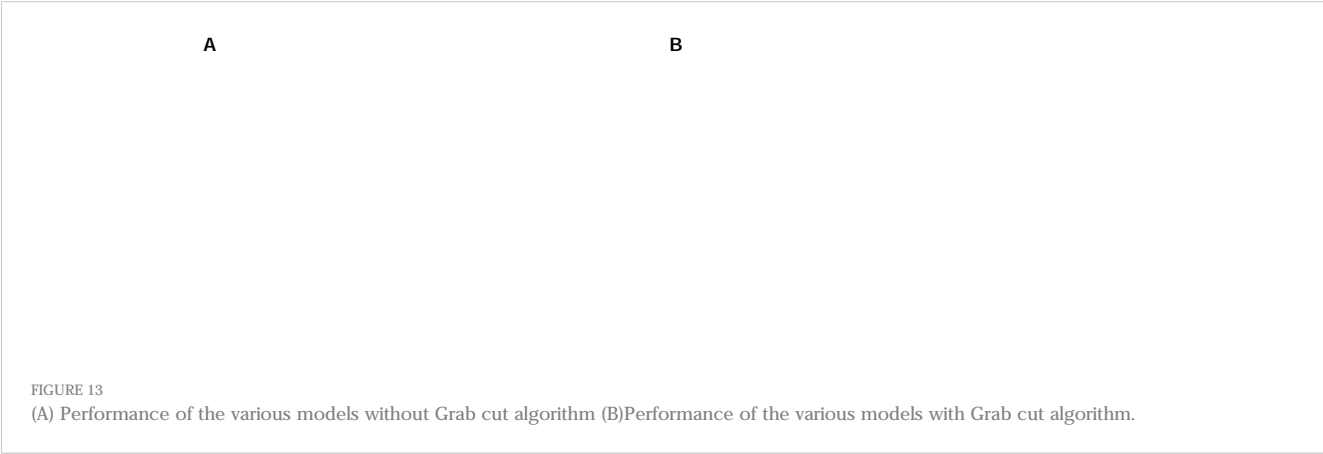 A B
FIGURE 13
(A) Performance of the various models without Grab cut algorithm (B)Performance of the various models with Grab cut algorithm.